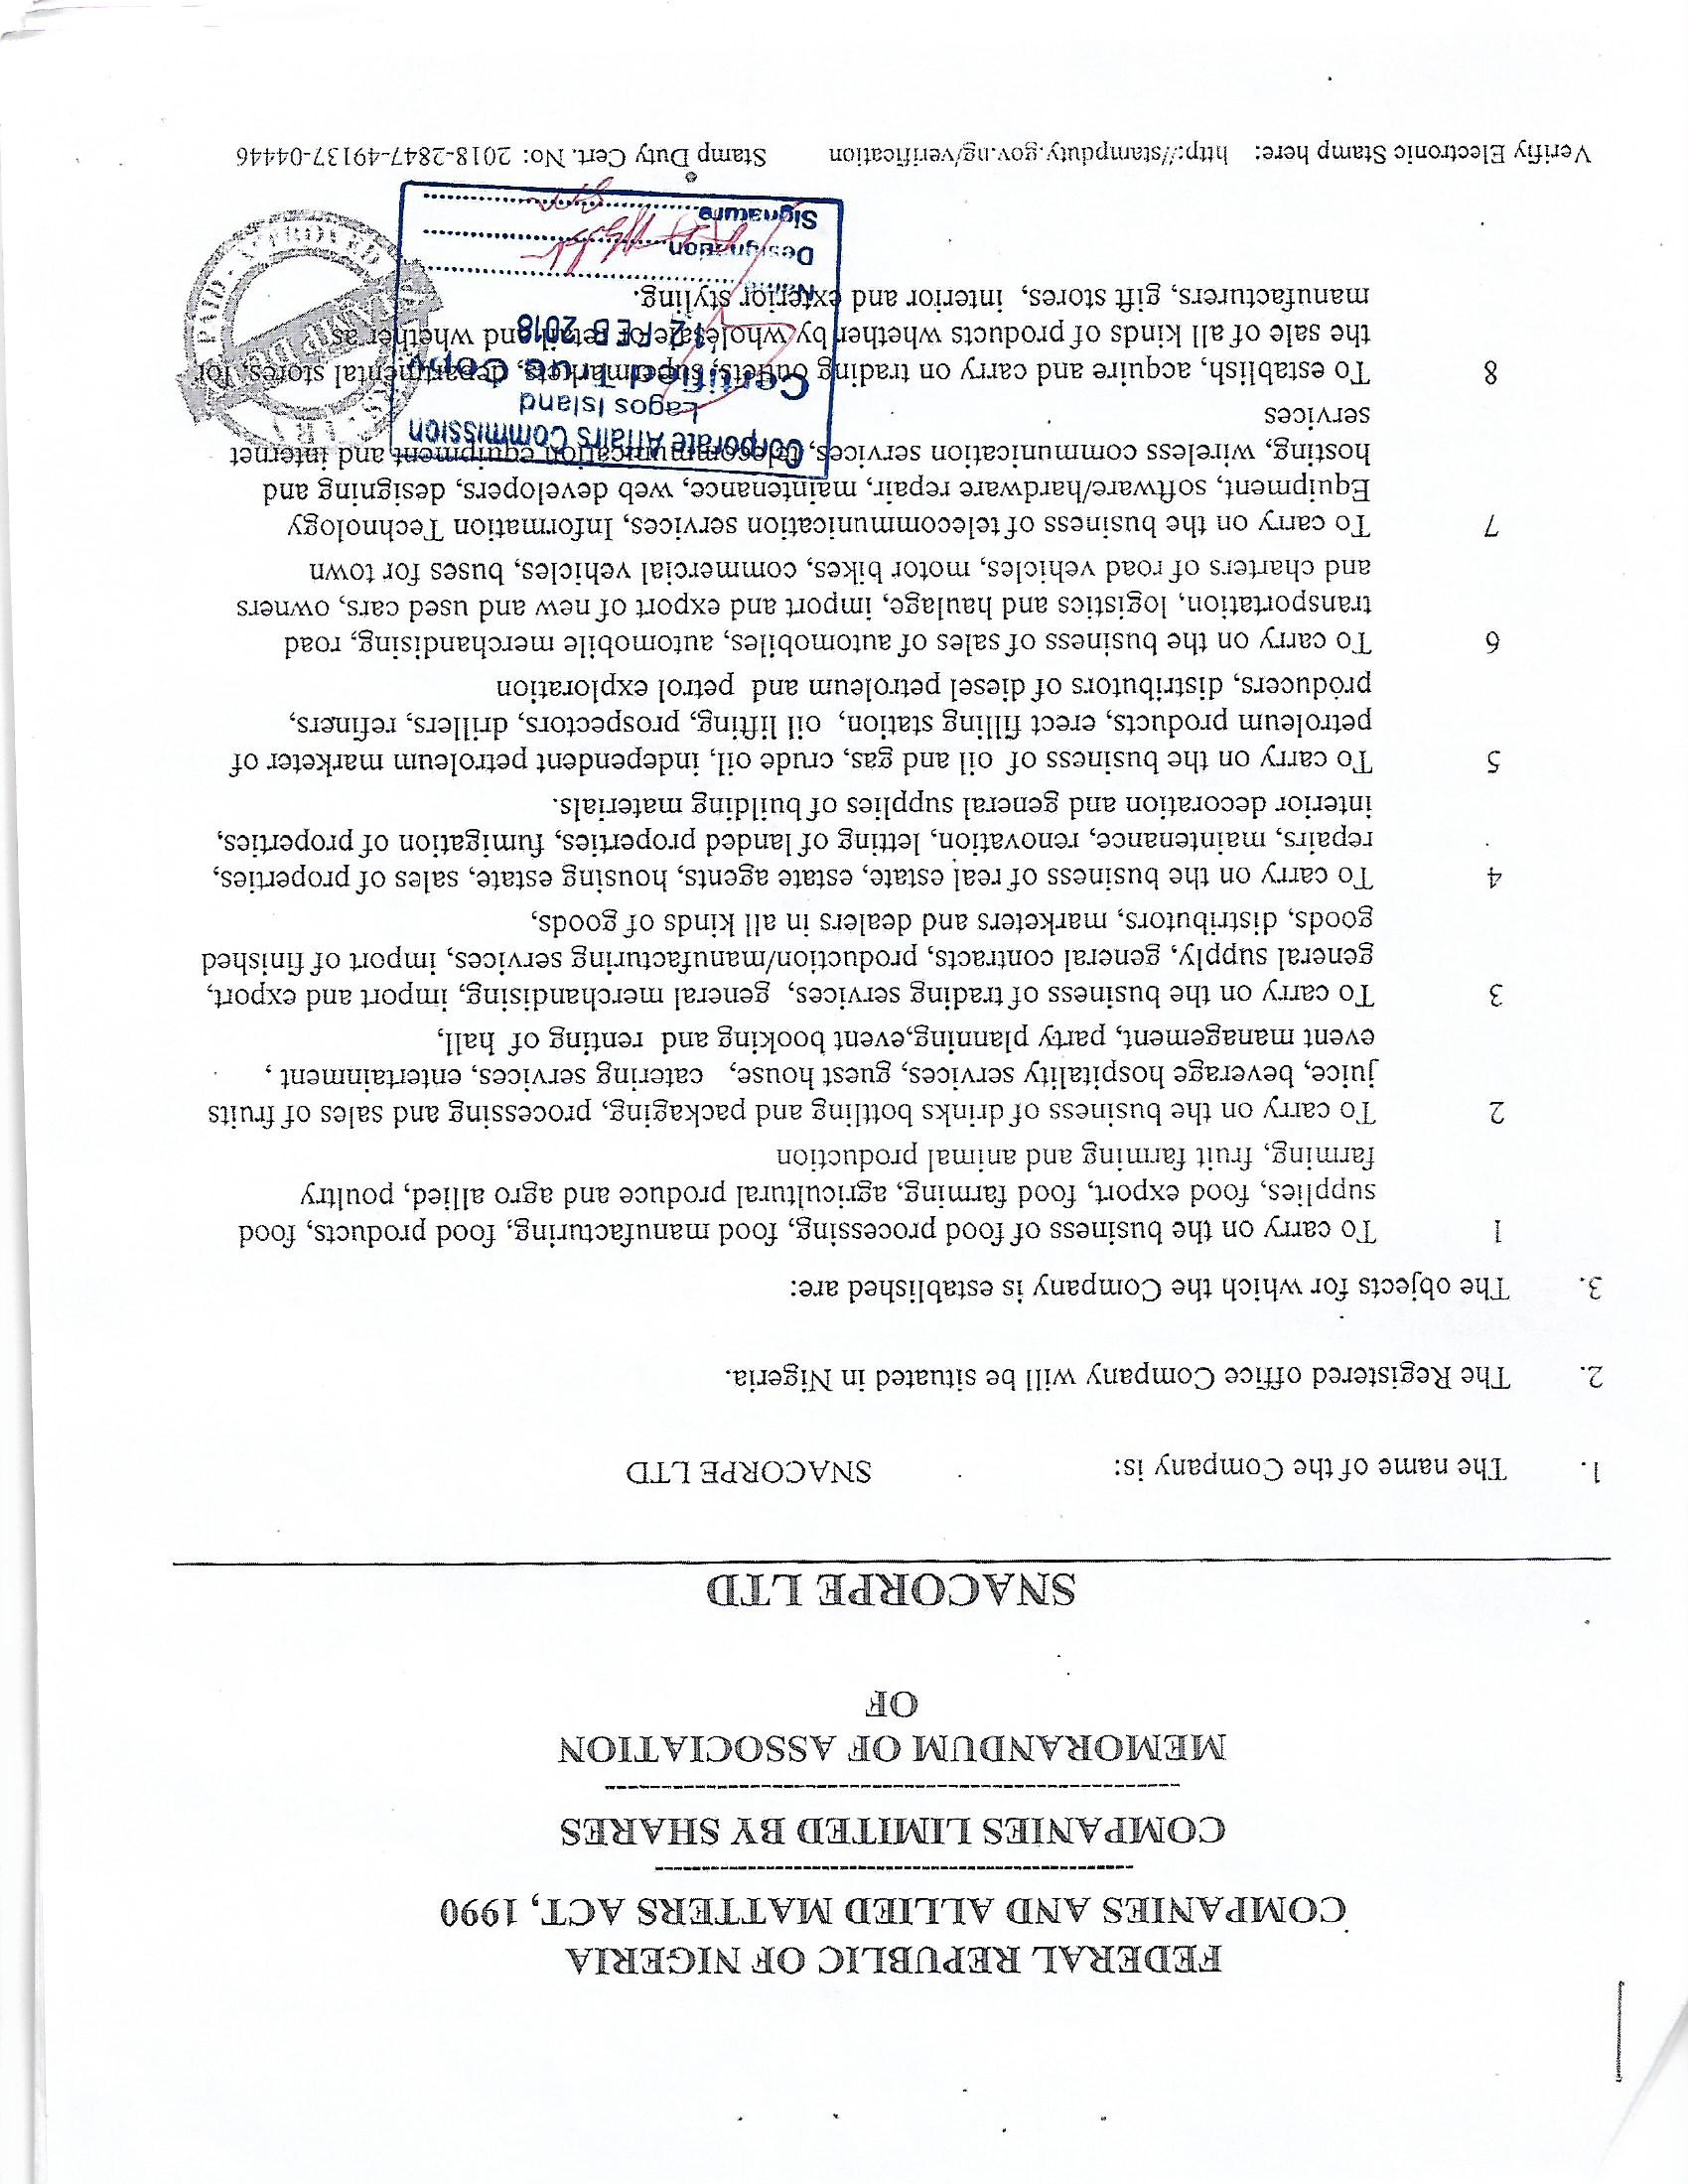 FEDERAL REPUBLIC OF NIGERIA
COMPANIES AND ALLIED MATTERS ACT, 1990
COMPANIES LIMITED BY SHARES
MEMORANDUM OF ASSOCIATION
OF
SNACORPE LTD
1. The name of the Company is: SNACORPE LTD
2. The Registered office Company will be situated in Nigeria.
3. The objects for which the Company is established are:
1 To carry on the business of food processing, food manufacturing, food products, food
supplies, food export, food farming, agricultural produce and agro allied, poultry
farming, fruit farming and animal production
2 To carry on the business of drinks bottling and packaging, processing and sales of fruits
juice, beverage hospitality services, guest house, catering services, entertainment ,
event management, party planning,event booking and renting of hall,
3 To carry on the business of trading services, general merchandising, import and export,
general supply, general contracts, production/manufacturing services, import of finished
goods, distributors, marketers and dealers in all kinds of goods,
4 To carry on the business of real estate, estate agents, housing estate, sales of properties,
repairs, maintenance, renovation, letting of landed properties, fumigation of properties,
interior decoration and general supplies of building materials.
5 To carry on the business of oil and gas, crude oil, independent petroleum marketer of
petroleum products, erect filling station, oil lifting, prospectors, drillers, refiners,
producers, distributors of diesel petroleum and petrol exploration
6 To carry on the business of sales of automobiles, automobile merchandising, road
transportation, logistics and haulage, import and export of new and used cars, owners
and charters of road vehicles, motor bikes, commercial vehicles, buses for town
7 To carry on the business of telecommunication services, Information Technology
Equipment, software/hardware repair, maintenance, web developers, designing and
hosting, wireless communication services, telecommunication equipment and internet
services
8 To establish, acquire and carry on trading outlets, supermarkets, departmental stores, for
the sale of all kinds of products whether by wholesale or retail and whether as
manufacturers, gift stores, interior and exterior styling.
Corporate Affairs Commission
Lagos Island
Certified True Copy
12 FEB 2018
Name
Designation
Signature
STAMP DUTY
PAID
Verifiy Electronic Stamp here: http://stampduty.gov.ng/verification Stamp Duty Cert. No: 2018-2847-49137-04446